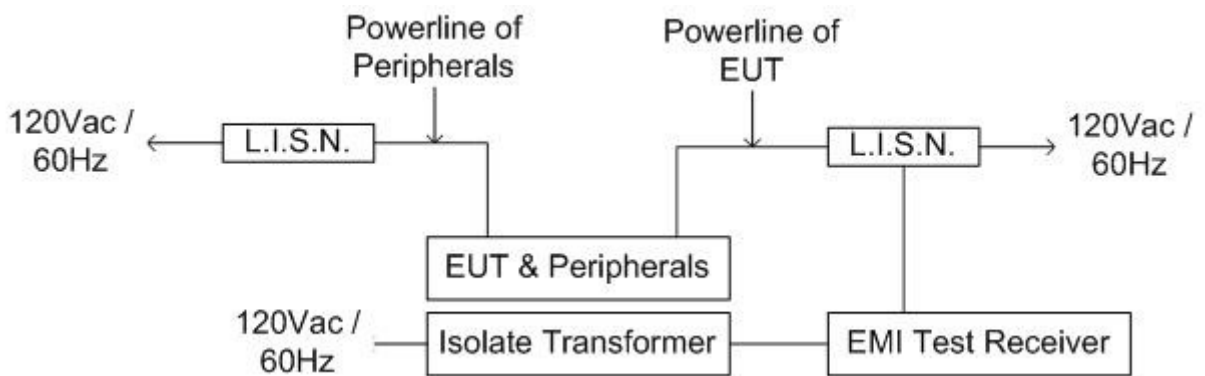 Powerline of
Peripherals
Powerline of
EUT
120Vac /
60Hz
L.I.S.N.
L.I.S.N.
120Vac /
60Hz
EUT & Peripherals
120Vac /
60Hz
Isolate Transformer
EMI Test Receiver